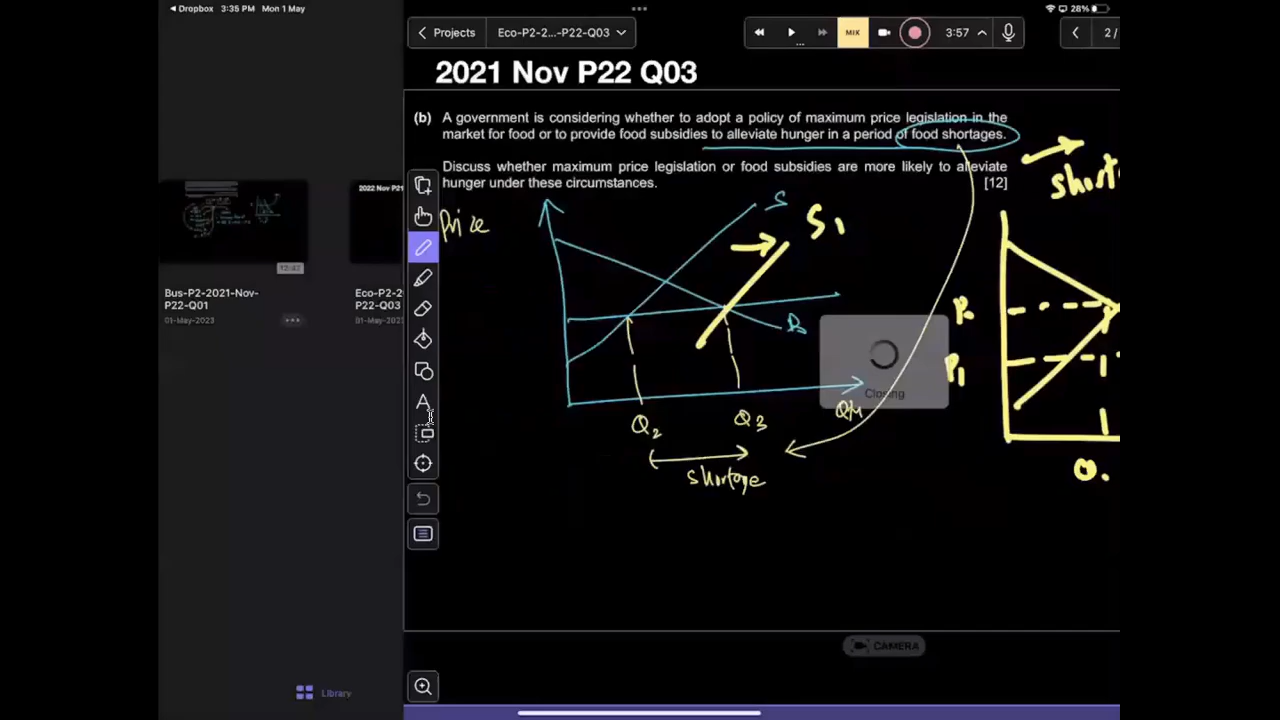 Dropbox 3:35 PM Mon 1 May
28%
Projects
Eco-P2-2...-P22-Q03
MIX
3:57
2 /
2021 Nov P22 Q03
(b) A government is considering whether to adopt a policy of maximum price legislation in the
market for food or to provide food subsidies to alleviate hunger in a period of food shortages.
Discuss whether maximum price legislation or food subsidies are more likely to alleviate
hunger under these circumstances.
[12]
short
Price
S
S1
2022 Nov P21
12:42
Bus-P2-2021-Nov-
P22-Q01
01-May-2023
Eco-P2-20
P22-Q03
01-May-202
P1
Closing
Q2
Q3
shortage
CAMERA
Library